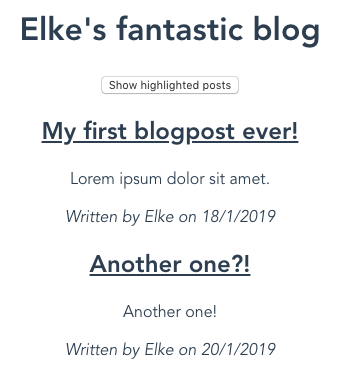 Elke's fantastic blog
Show highlighted posts
My first blogpost ever!
Lorem ipsum dolor sit amet.
Written by Elke on 18/1/2019
Another one?!
Another one!
Written by Elke on 20/1/2019